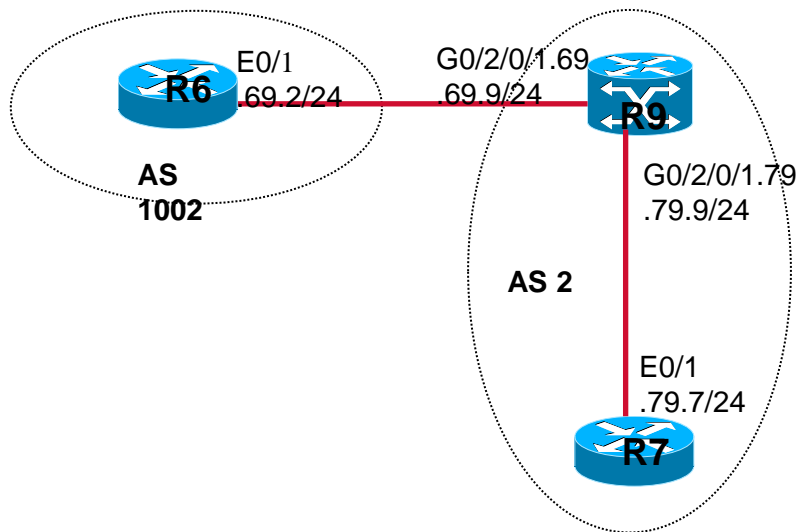 R6
E0/1
.69.2/24
AS
1002
G0/2/0/1.69
.69.9/24
R9
G0/2/0/1.79
.79.9/24
AS 2
E0/1
.79.7/24
R7